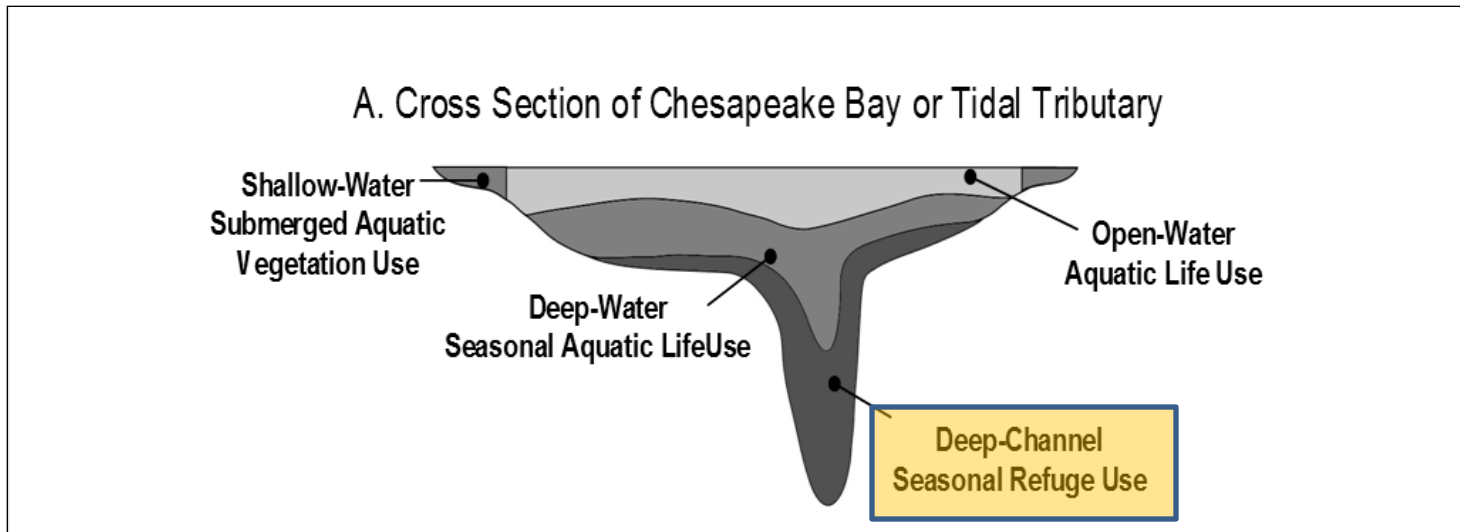 A. Cross Section of Chesapeake Bay or Tidal Tributary
Shallow-Water
Submerged Aquatic
Vegetation Use
Open-Water
Aquatic Life Use
Deep-Water
Seasonal Aquatic LifeUse
Deep-Channel
Seasonal Refuge Use